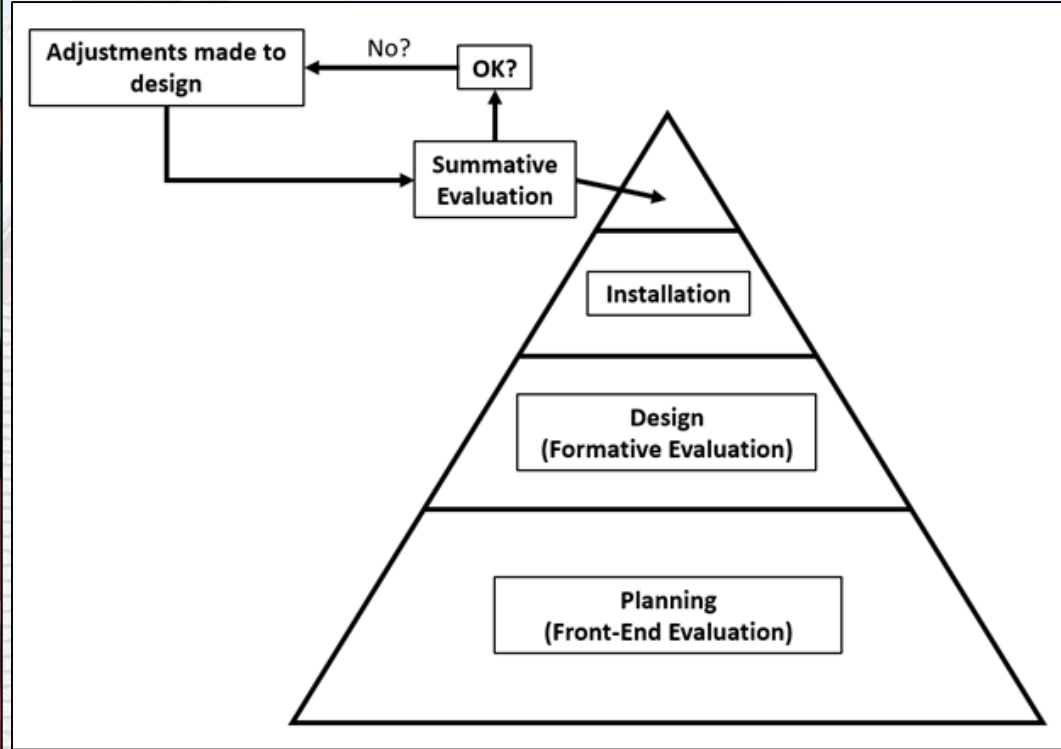 Adjustments made to
design
No?
OK?
Summative
Evaluation
Installation
Design
(Formative Evaluation)
Planning
(Front-End Evaluation)